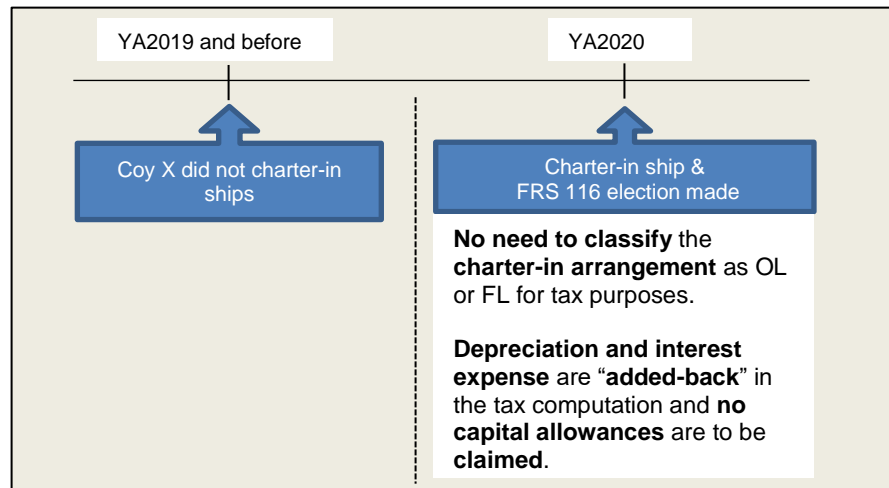 YA2019 and before
YA2020
Coy X did not charter-in
ships
Charter-in ship &
FRS 116 election made
No need to classify the
charter-in arrangement as OL
or FL for tax purposes.
Depreciation and interest
expense are “added-back” in
the tax computation and no
capital allowances are to be
claimed.